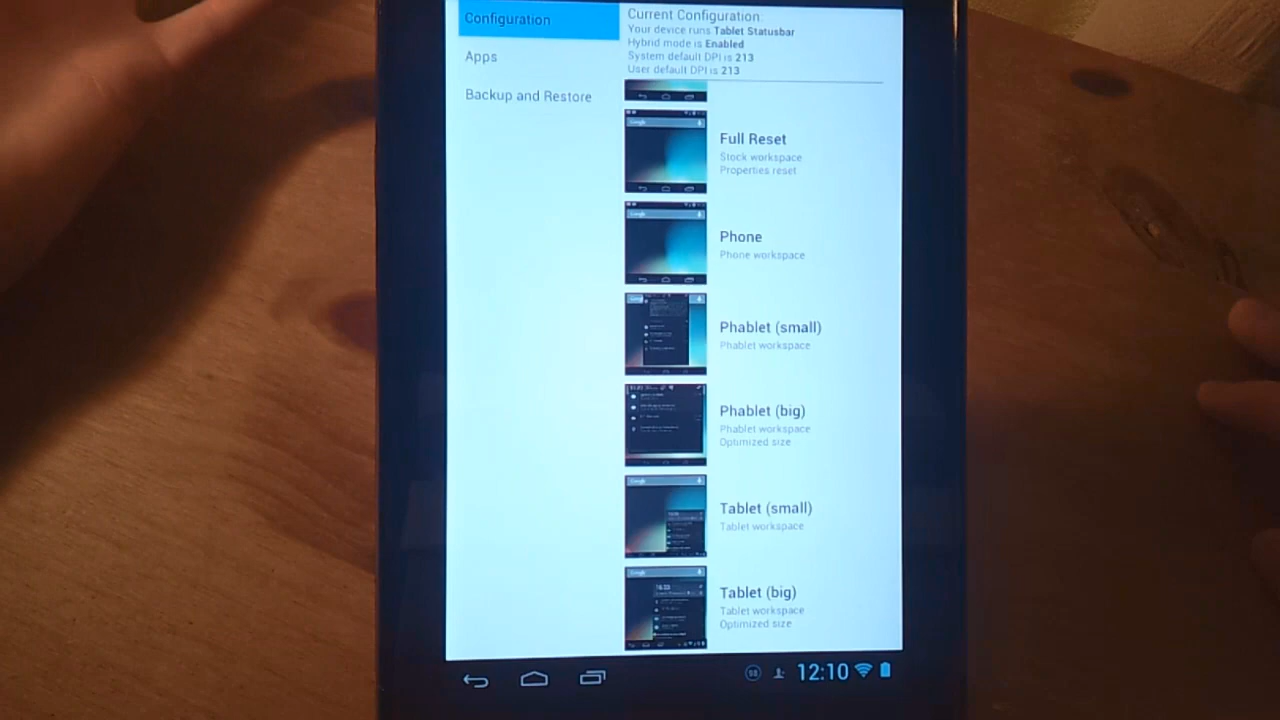 Configuration
Apps
Backup and Restore
Current Configuration:
Your device runs Tablet Statusbar
Hybrid mode is Enabled
System default DPI is 213
User default DPI is 213
Full Reset
Stock workspace
Properties reset
Phone
Phone workspace
Phablet (small)
Phablet workspace
Phablet (big)
Phablet workspace
Optimized size
Tablet (small)
Tablet workspace
Tablet (big)
Tablet workspace
Optimized size
12:10